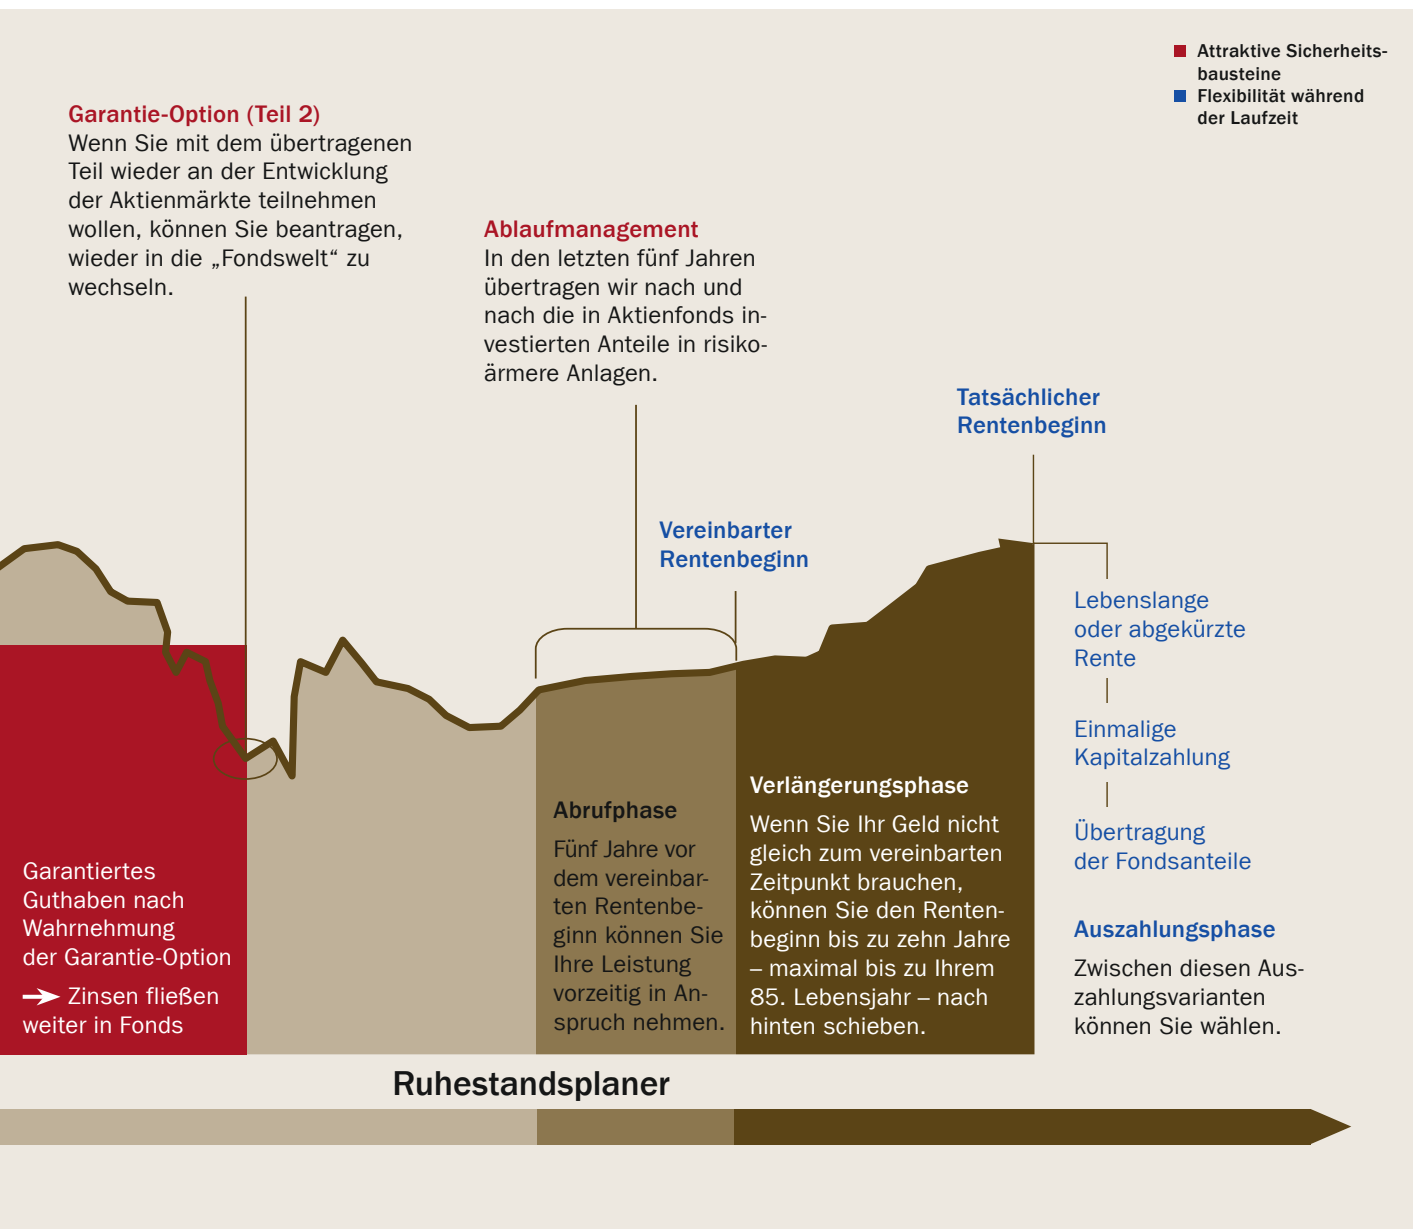 Attraktive Sicherheits-
bausteine
Flexibilität während
der Laufzeit
Garantie-Option (Teil 2)
Wenn Sie mit dem übertragenen
Teil wieder an der Entwicklung
der Aktienmärkte teilnehmen
wollen, können Sie beantragen,
wieder in die „Fondswelt“ zu
wechseln.
Ablaufmanagement
In den letzten fünf Jahren
übertragen wir nach und
nach die in Aktienfonds in-
vestierten Anteile in risiko-
ärmere Anlagen.
Vereinbarter
Rentenbeginn
Tatsächlicher
Rentenbeginn
Lebenslange
oder abgekürzte
Rente
Einmalige
Kapitalzahlung
Übertragung
der Fondsanteile
Garantiertes
Guthaben nach
Wahrnehmung
der Garantie-Option
Zinsen fließen
weiter in Fonds
Abrufphase
Fünf Jahre vor
dem vereinbar-
ten Rentenbe-
ginn können Sie
Ihre Leistung
vorzeitig in An-
spruch nehmen.
Verlängerungsphase
Wenn Sie Ihr Geld nicht
gleich zum vereinbarten
Zeitpunkt brauchen,
können Sie den Renten-
beginn bis zu zehn Jahre
– maximal bis zu Ihrem
85. Lebensjahr – nach
hinten schieben.
Auszahlungsphase
Zwischen diesen Aus-
zahlungsvarianten
können Sie wählen.
Ruhestandsplaner